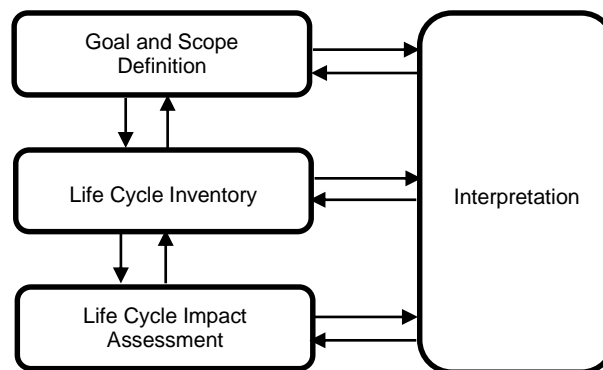 Goal and Scope
Definition
Life Cycle Inventory
Interpretation
Life Cycle Impact
Assessment